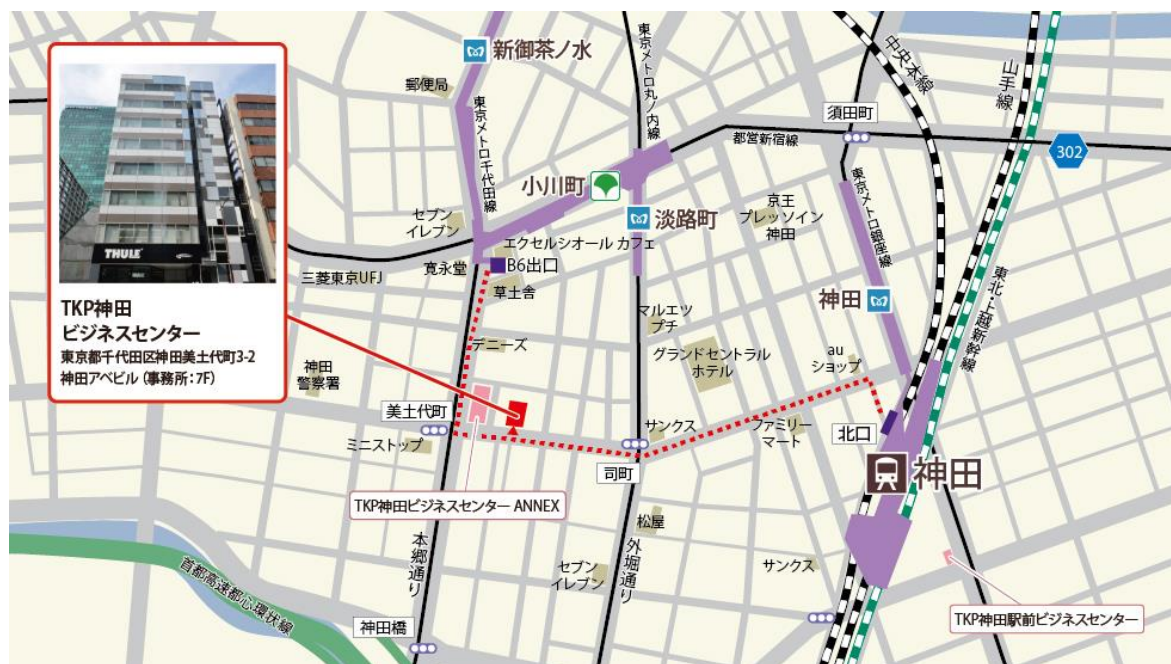 新御茶ノ水
郵便局
東京メトロ千代田線
東京メトロ丸ノ内線
中央本線
山手線
須田町
都営新宿線
302
小川町
淡路町
セブン
イレブン
エクセルシオール カフェ
京王
プレッソイン
神田
東京メトロ銀座線
三菱東京UFJ
寛永堂
B6出口
草土舎
東北・上越新幹線
THULE
TKP神田
ビジネスセンター
東京都千代田区神田美土代町3-2
神田アベビル（事務所：7F）
神田
マルエツ
プチ
デニーズ
グランドセントラル
ホテル
au
ショップ
神田
警察署
美土代町
ミニストップ
サンクス
ファミリー
マート
北口
司町
神田
TKP神田ビジネスセンター ANNEX
松屋
本郷通り
外堀通り
セブン
イレブン
サンクス
首都高速都心環状線
神田橋
TKP神田駅前ビジネスセンター